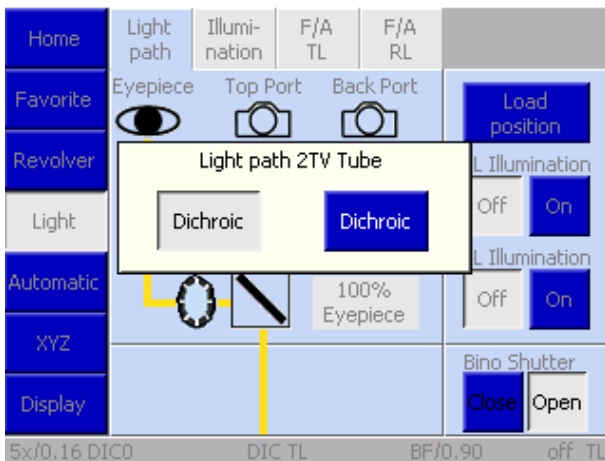 Home
Light path
Illumi-nation
F/A TL
F/A RL
Favorite
Eyepiece
Top Port
Back Port
Load position
Revolver
Light path 2TV Tube
L Illumination
Light
Dichroic
Dichroic
Off
On
L Illumination
Automatic
100% Eyepiece
Off
On
XYZ
Bino Shutter
Display
Close
Open
5x/0.16 DIC0
DIC TL
BF/0.90
off TL